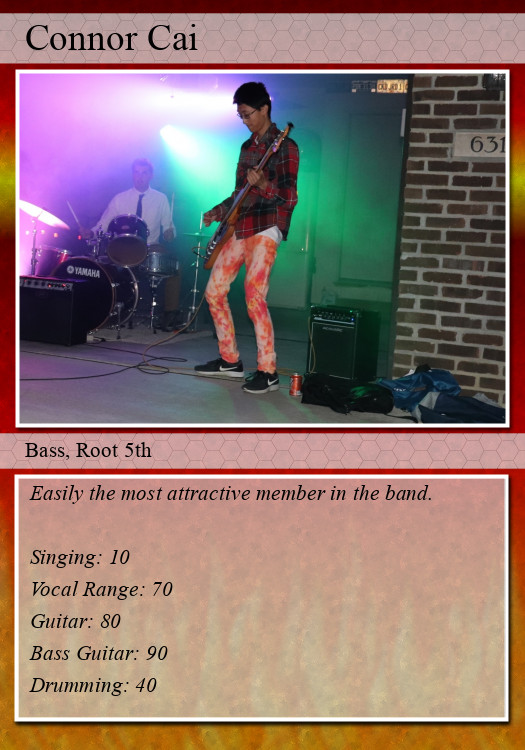 Connor Cai
631
YAMAHA
Bass, Root 5th
Easily the most attractive member in the band.
Singing: 10
Vocal Range: 70
Guitar: 80
Bass Guitar: 90
Drumming: 40